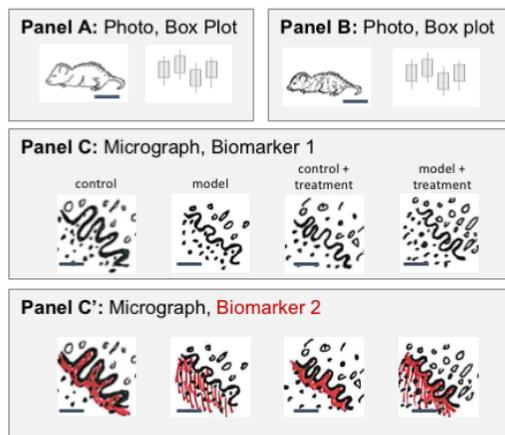 Panel A: Photo, Box Plot
Panel B: Photo, Box plot
Panel C: Micrograph, Biomarker 1
control
model
control +
treatment
model +
treatment
Panel C’: Micrograph, Biomarker 2